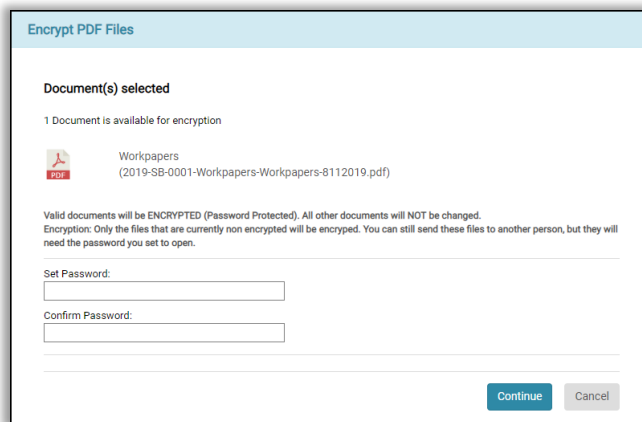 Encrypt PDF Files
Document(s) selected
1 Document is available for encryption
PDF
Workpapers
(2019-SB-0001-Workpapers-Workpapers-8112019.pdf)
Valid documents will be ENCRYPTED (Password Protected). All other documents will NOT be changed.
Encryption: Only the files that are currently non encrypted will be encryped. You can still send these files to another person, but they will
need the password you set to open.
Set Password:
Confirm Password:
Continue Cancel